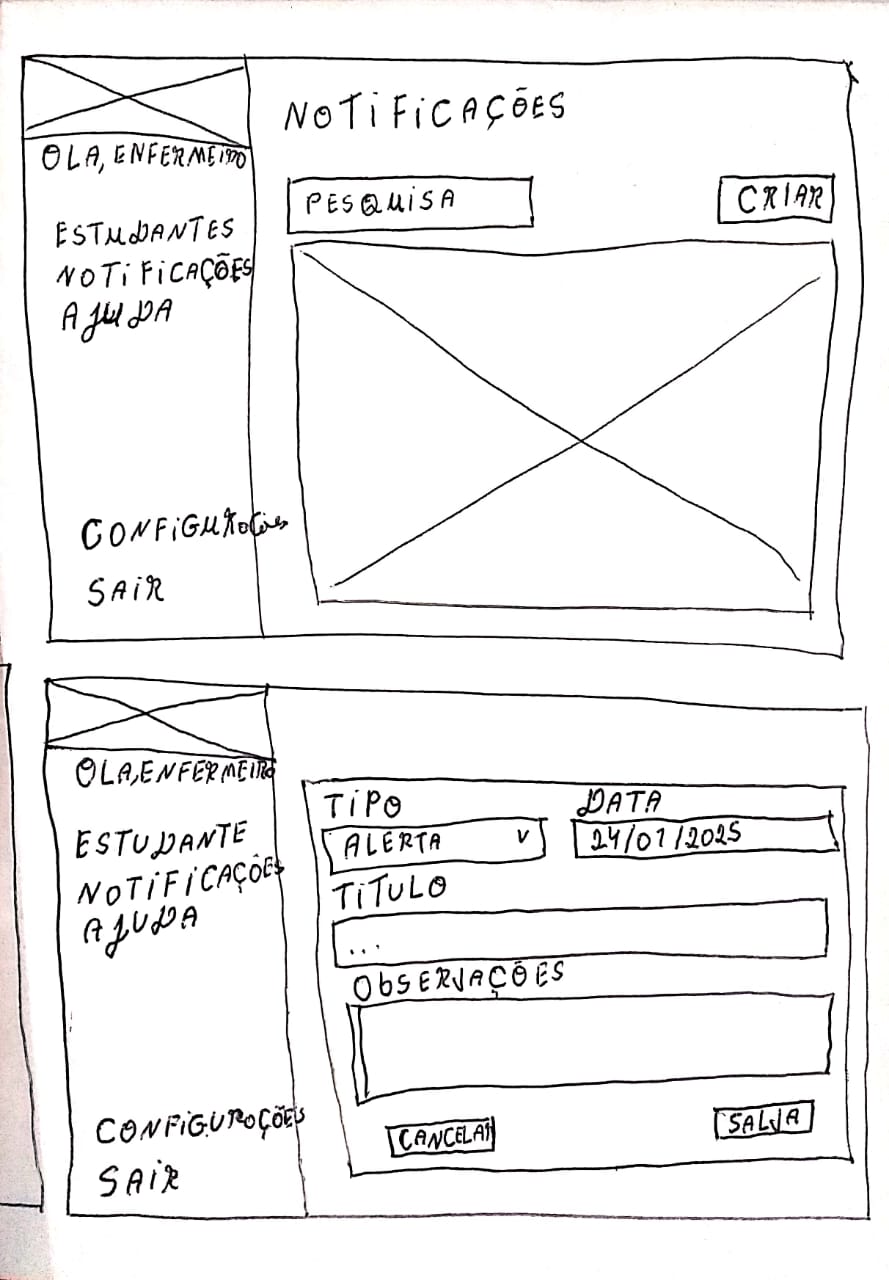 OLA, ENFERMEIRO
NOTIFICAÇÕES
PESQUISA
CRIAR
ESTUDANTES
NOTIFICAÇÕES
AJUDA
CONFIGURAÇÕES
SAIR
OLA, ENFERMEIRO
ESTUDANTE
NOTIFICAÇÕES
AJUDA
CONFIGURAÇÕES
SAIR
TIPO
DATA
ALERTA
24/01/2025
TITULO
...
OBSERVAÇÕES
CANCELAR
SALVA